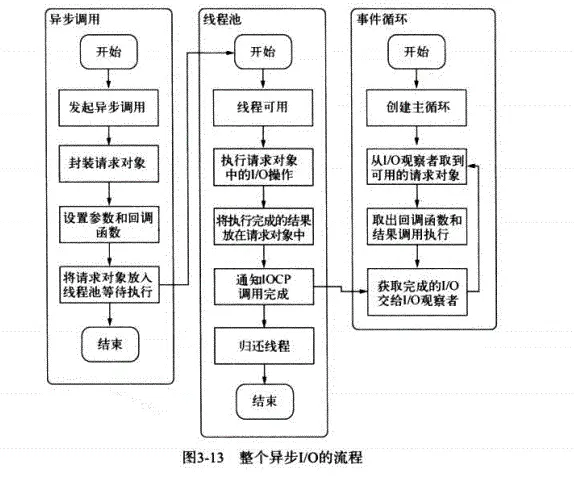 异步调用
开始
发起异步调用
封装请求对象
设置参数和回调
函数
将请求对象放入
线程池等待执行
结束
线程池
开始
线程可用
执行请求对象
中的I/O操作
将执行完成的结果
放在请求对象中
通知IOCP
调用完成
归还线程
结束
事件循环
开始
创建主循环
从I/O观察者取到
可用的请求对象
取出回调函数和
结果调用执行
获取完成的I/O
交给I/O观察者
图3-13 整个异步I/O的流程